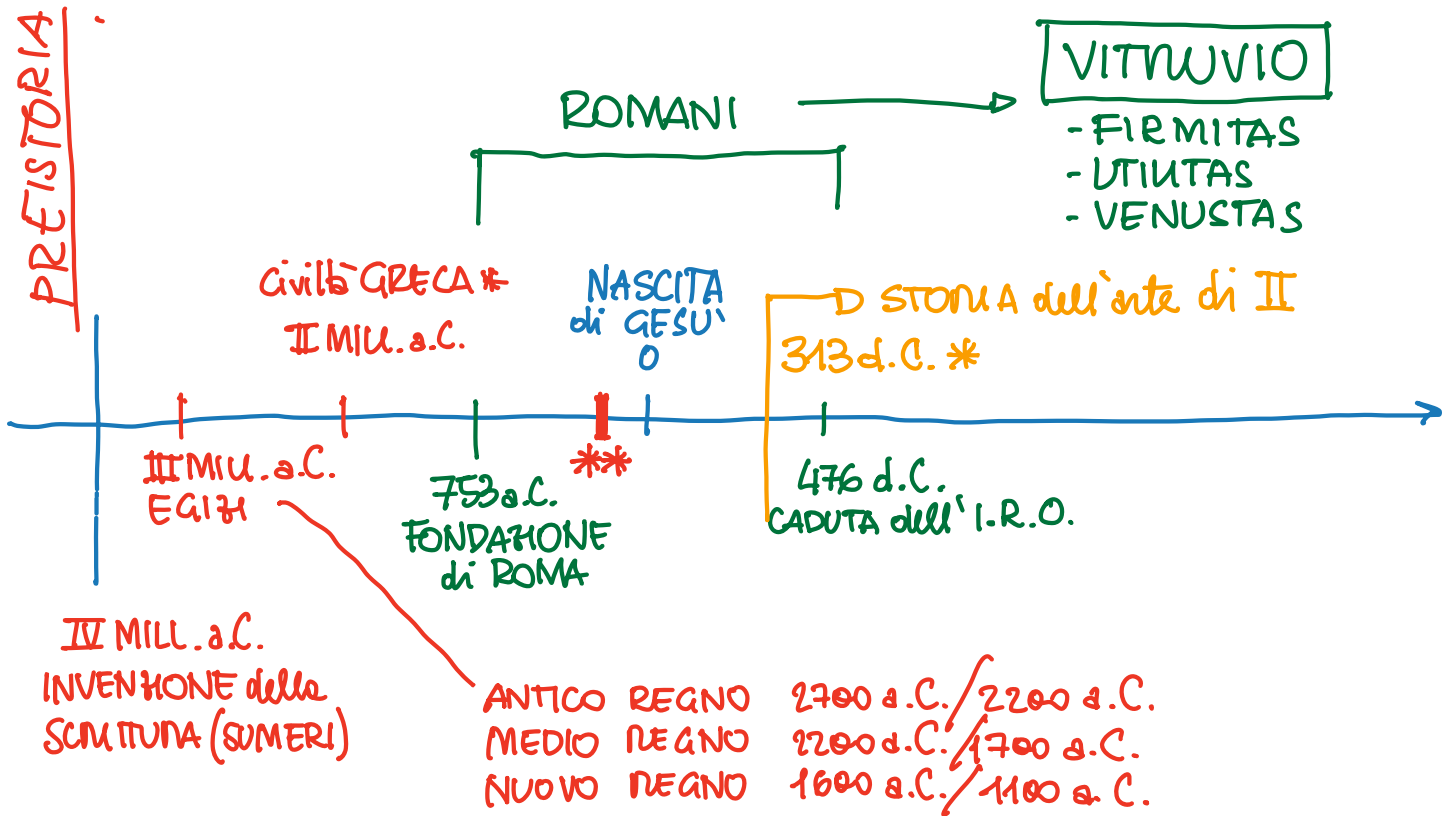 PREISTORIA
ROMANI
VITRUVIO
- FIRMITAS
- UTILITAS
- VENUSTAS
Civiltà GRECA *
II MILL. a.C.
NASCITA
di GESU'
0
STORIA dell'arte di II
313 d.C. *
**
III MILL. a.C.
EGIZI
753 a.C.
FONDAZIONE
di ROMA
476 d.C.
CADUTA dell' I.R.O.
IV MILL. a.C.
INVENZIONE della
SCRITTURA (SUMERI)
ANTICO REGNO 2700 a.C. / 2200 a.C.
MEDIO REGNO 2200 a.C. / 1700 a.C.
NUOVO REGNO 1600 a.C. / 1100 a.C.